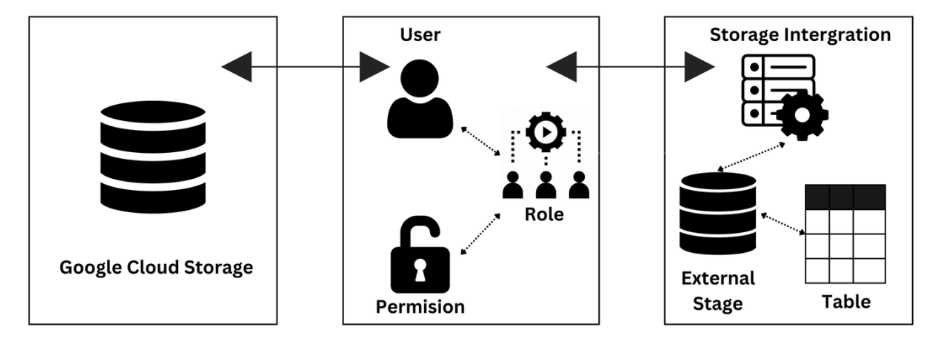 Google Cloud Storage
User
Role
Permision
Storage Intergration
External
Stage
Table